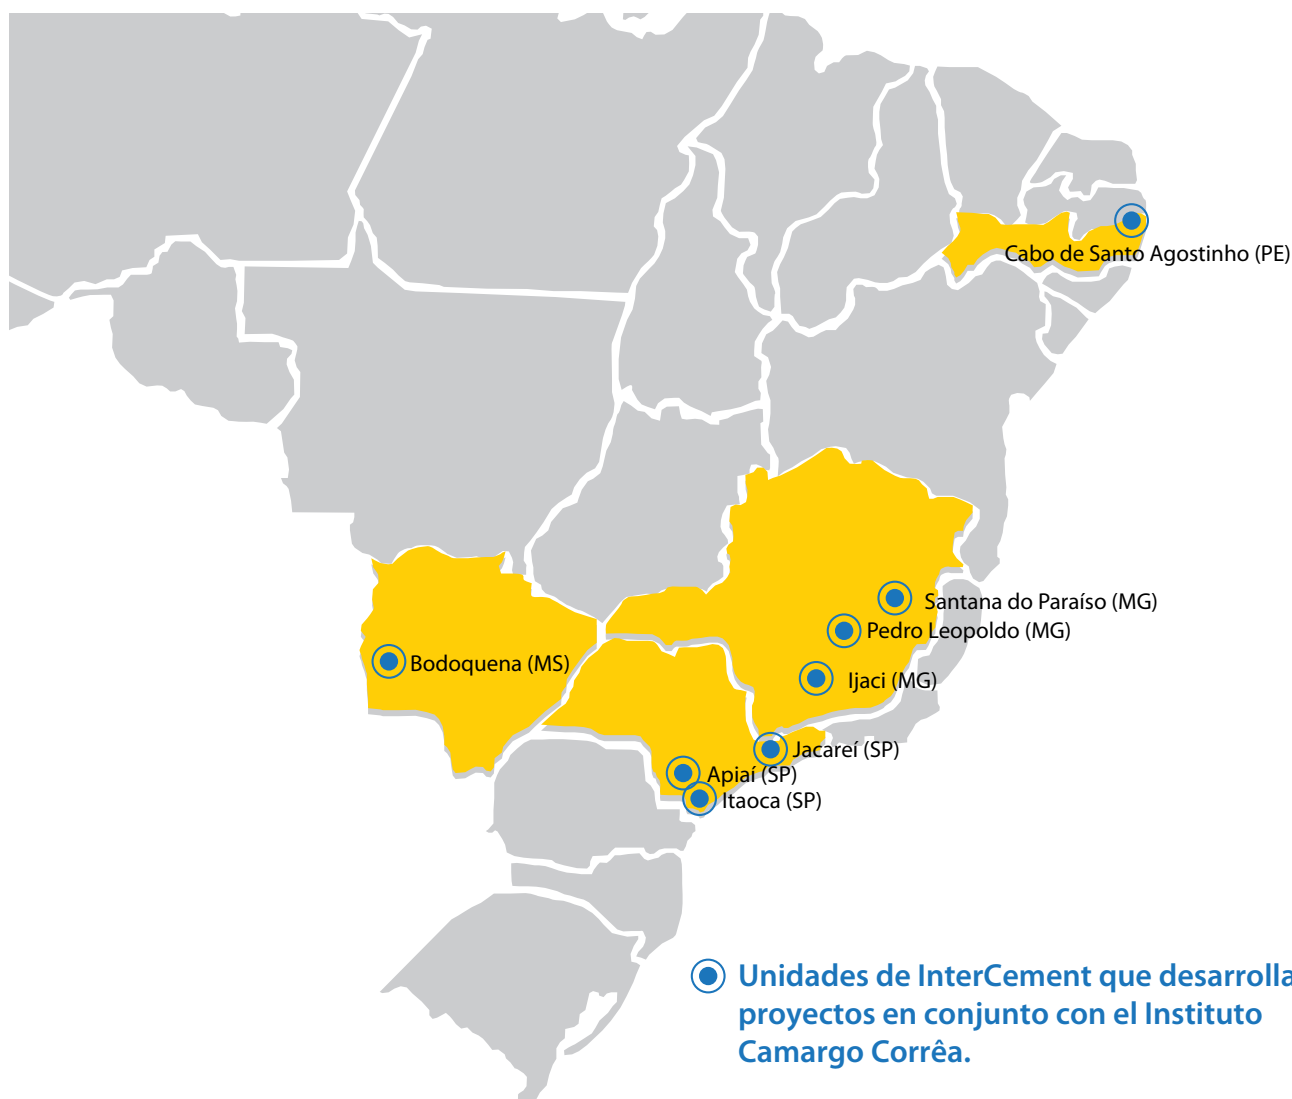 Cabo de Santo Agostinho (PE)
Santana do Paraíso (MG)
Pedro Leopoldo (MG)
Bodoquena (MS)
Ijaci (MG)
Jacareí (SP)
Apiaí (SP)
Itaoca (SP)
Unidades de InterCement que desarrolla
proyectos en conjunto con el Instituto
Camargo Corrêa.